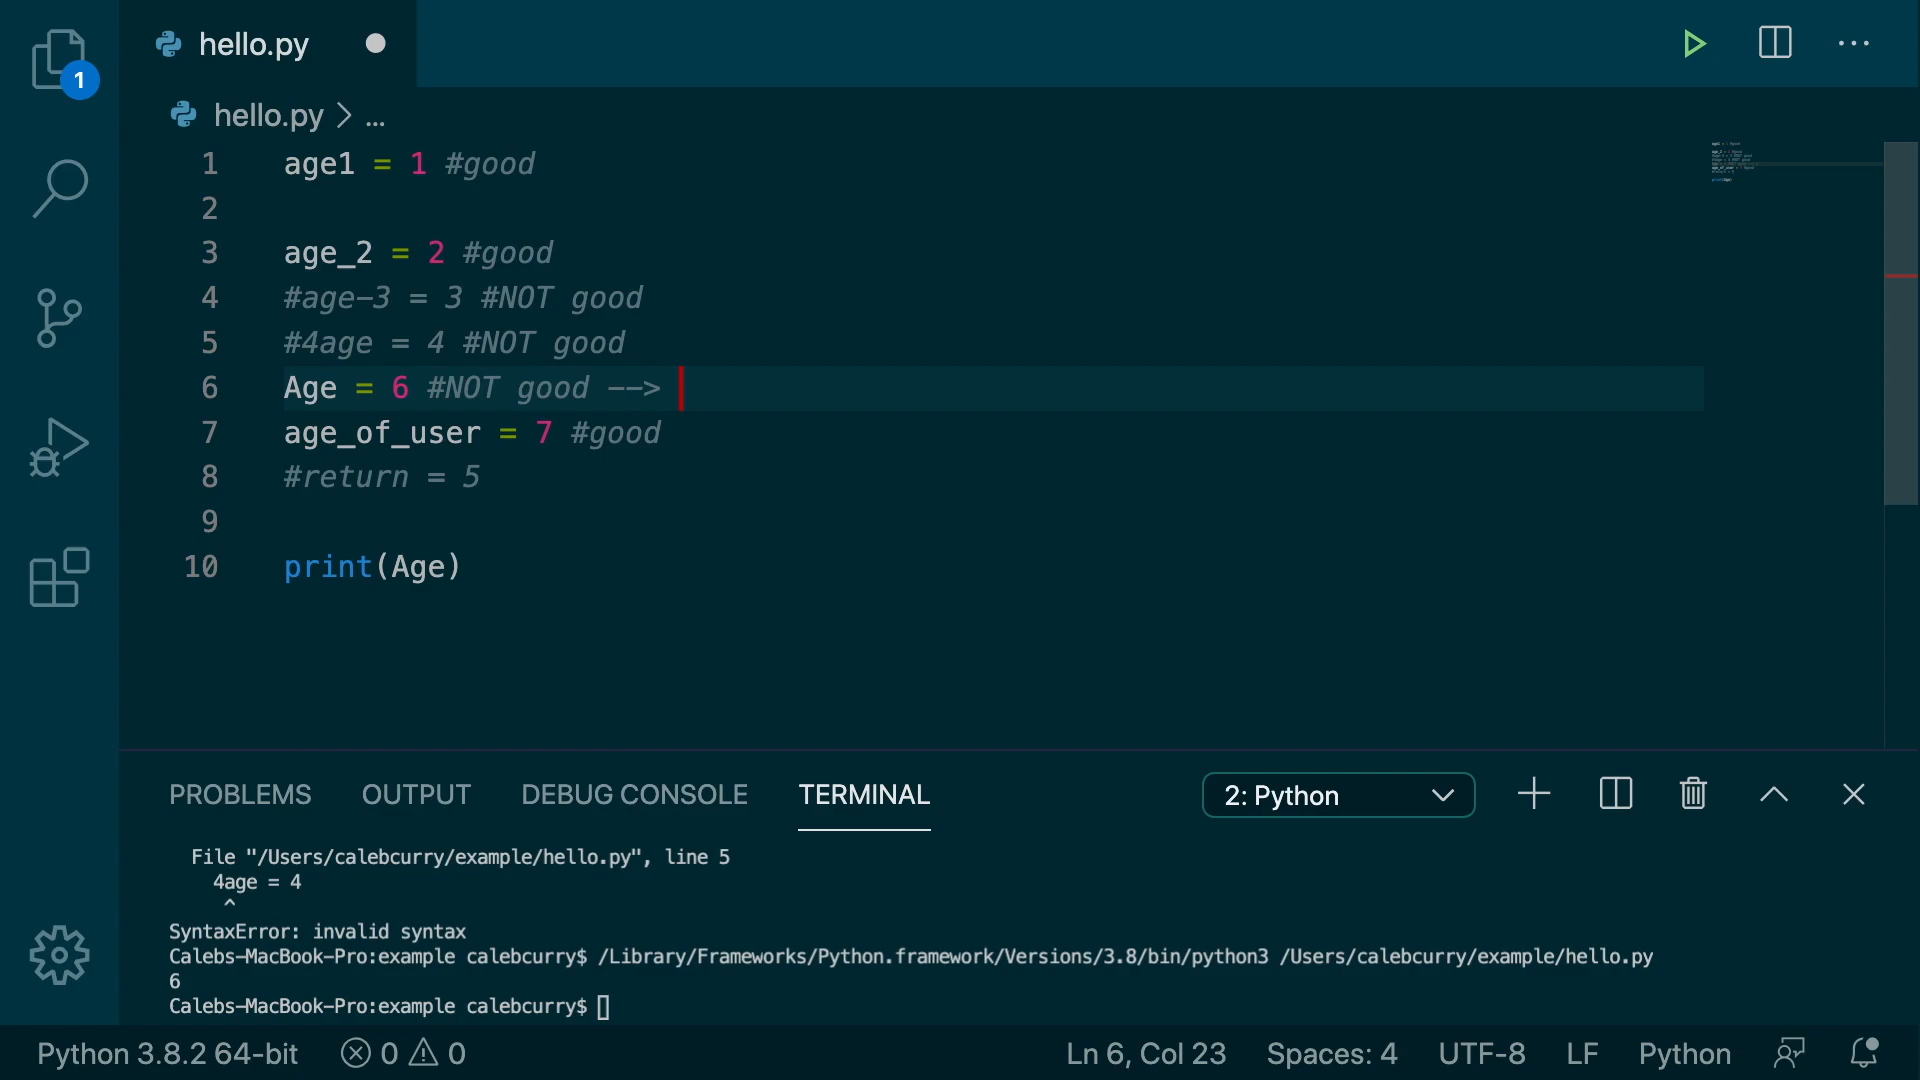 hello.py
1
hello.py > ...
1 age1 = 1 #good
2
3 age_2 = 2 #good
4 #age-3 = 3 #NOT good
5 #4age = 4 #NOT good
6 Age = 6 #NOT good -->
7 age_of_user = 7 #good
8 #return = 5
9
10 print(Age)
PROBLEMS OUTPUT DEBUG CONSOLE TERMINAL 2: Python
File "/Users/calebcurry/example/hello.py", line 5
4age = 4
^
SyntaxError: invalid syntax
Calebs-MacBook-Pro:example calebcurry$ /Library/Frameworks/Python.framework/Versions/3.8/bin/python3 /Users/calebcurry/example/hello.py
6
Calebs-MacBook-Pro:example calebcurry$
Python 3.8.2 64-bit 0 0 Ln 6, Col 23 Spaces: 4 UTF-8 LF Python